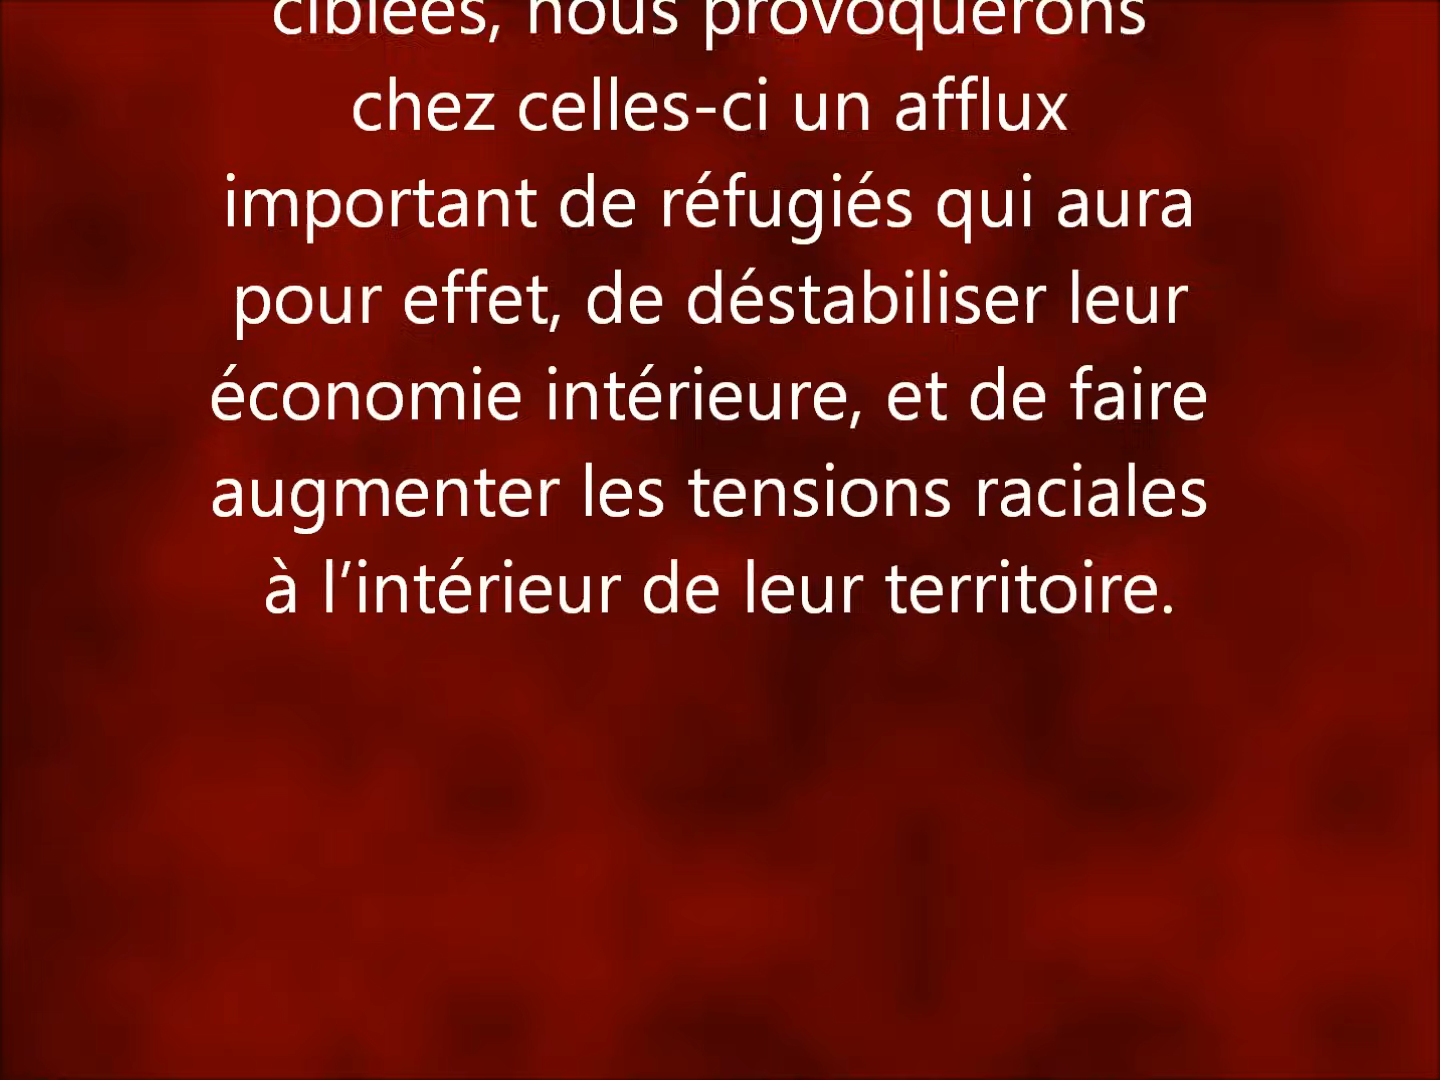 ciblées, nous provoquerons
chez celles-ci un afflux
important de réfugiés qui aura
pour effet, de déstabiliser leur
économie intérieure, et de faire
augmenter les tensions raciales
à l’intérieur de leur territoire.